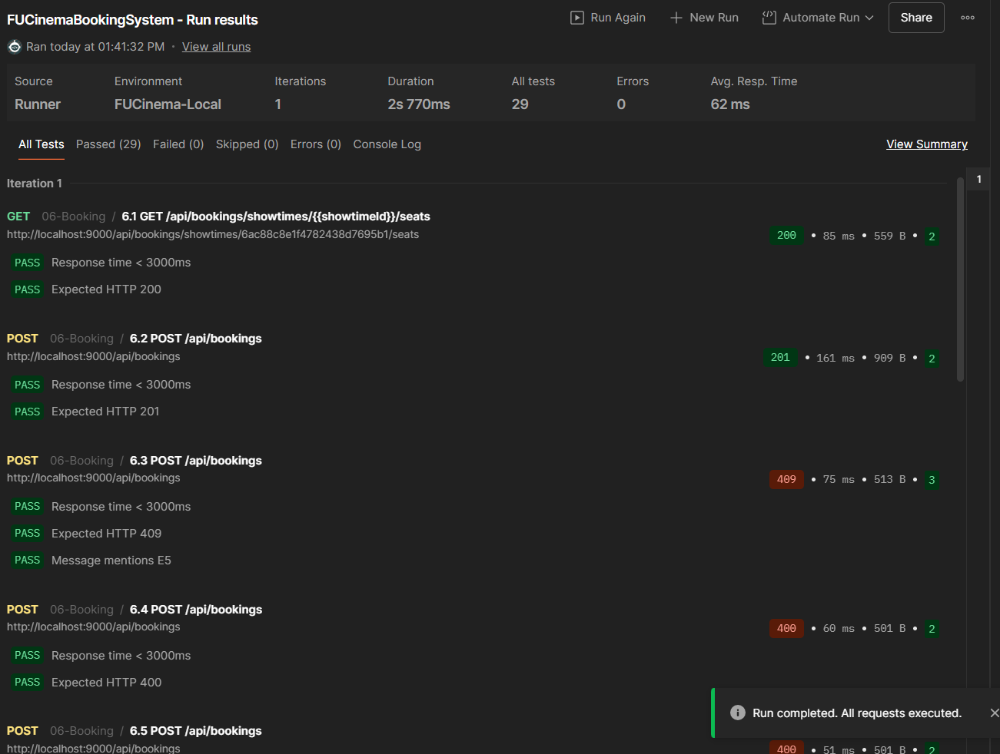 FUCinemaBookingSystem - Run results
Run Again
New Run
Automate Run
Share
Ran today at 01:41:32 PM · View all runs
Source Environment Iterations Duration All tests Errors Avg. Resp. Time
Runner FUCinema-Local 1 2s 770ms 29 0 62 ms
All Tests Passed (29) Failed (0) Skipped (0) Errors (0) Console Log View Summary
Iteration 1
1
GET 06-Booking / 6.1 GET /api/bookings/showtimes/{{showtimeId}}/seats
http://localhost:9000/api/bookings/showtimes/6ac88c8e1f4782438d7695b1/seats
200 • 85 ms • 559 B • 2
PASS Response time < 3000ms
PASS Expected HTTP 200
POST 06-Booking / 6.2 POST /api/bookings
http://localhost:9000/api/bookings
201 • 161 ms • 909 B • 2
PASS Response time < 3000ms
PASS Expected HTTP 201
POST 06-Booking / 6.3 POST /api/bookings
http://localhost:9000/api/bookings
409 • 75 ms • 513 B • 3
PASS Response time < 3000ms
PASS Expected HTTP 409
PASS Message mentions E5
POST 06-Booking / 6.4 POST /api/bookings
http://localhost:9000/api/bookings
400 • 60 ms • 501 B • 2
PASS Response time < 3000ms
PASS Expected HTTP 400
Run completed. All requests executed.
POST 06-Booking / 6.5 POST /api/bookings
http://localhost:9000/api/bookings
400 • 51 ms • 501 B • 2